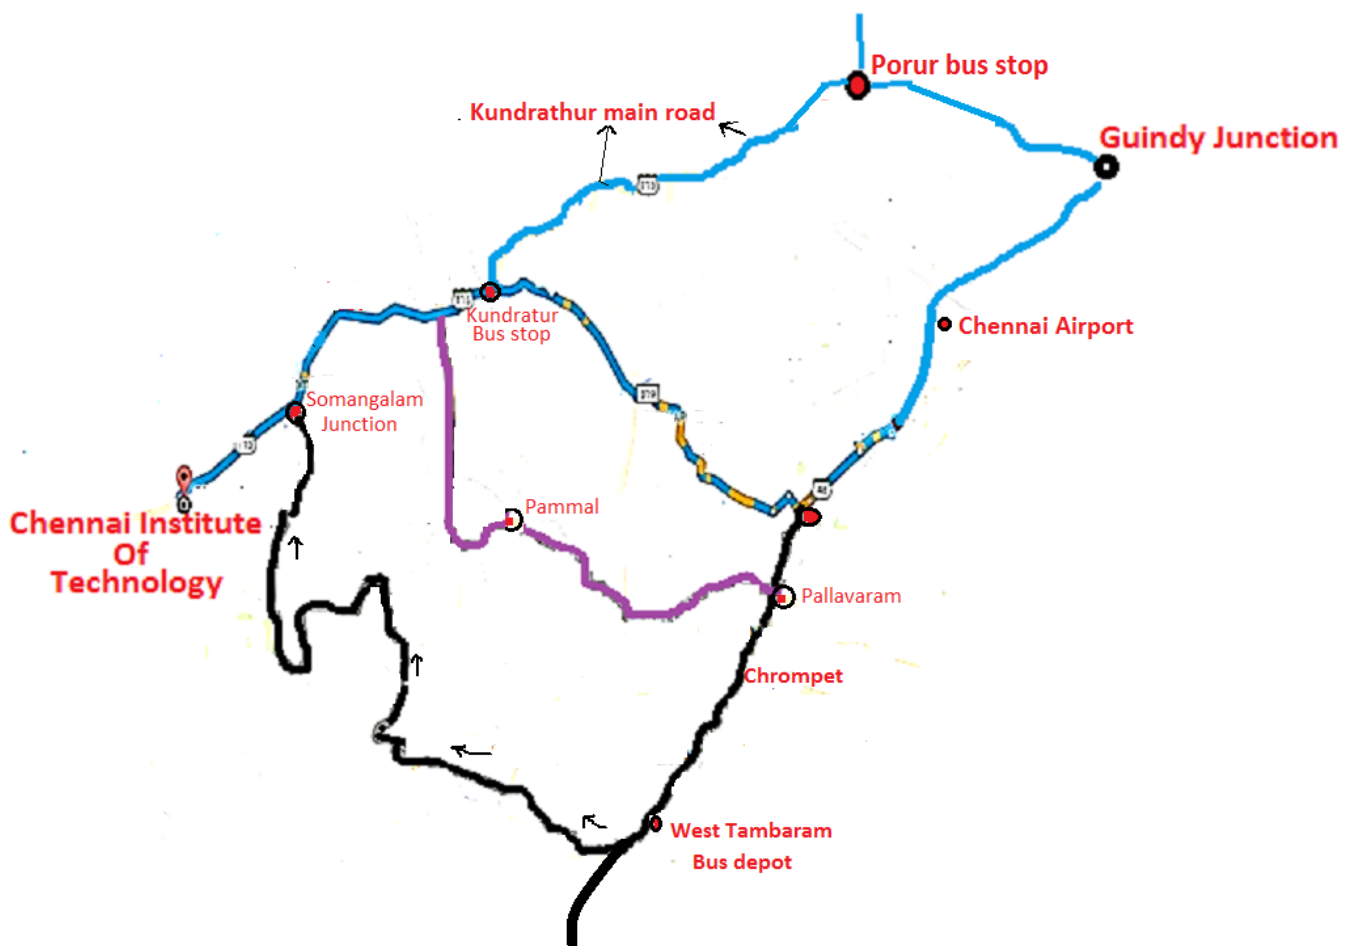 Porur bus stop
Kundrathur main road
Guindy Junction
Kundratur
Bus stop
Chennai Airport
Somangalam
Junction
Chennai Institute
Of
Technology
Pammal
Pallavaram
Chrompet
West Tambaram
Bus depot